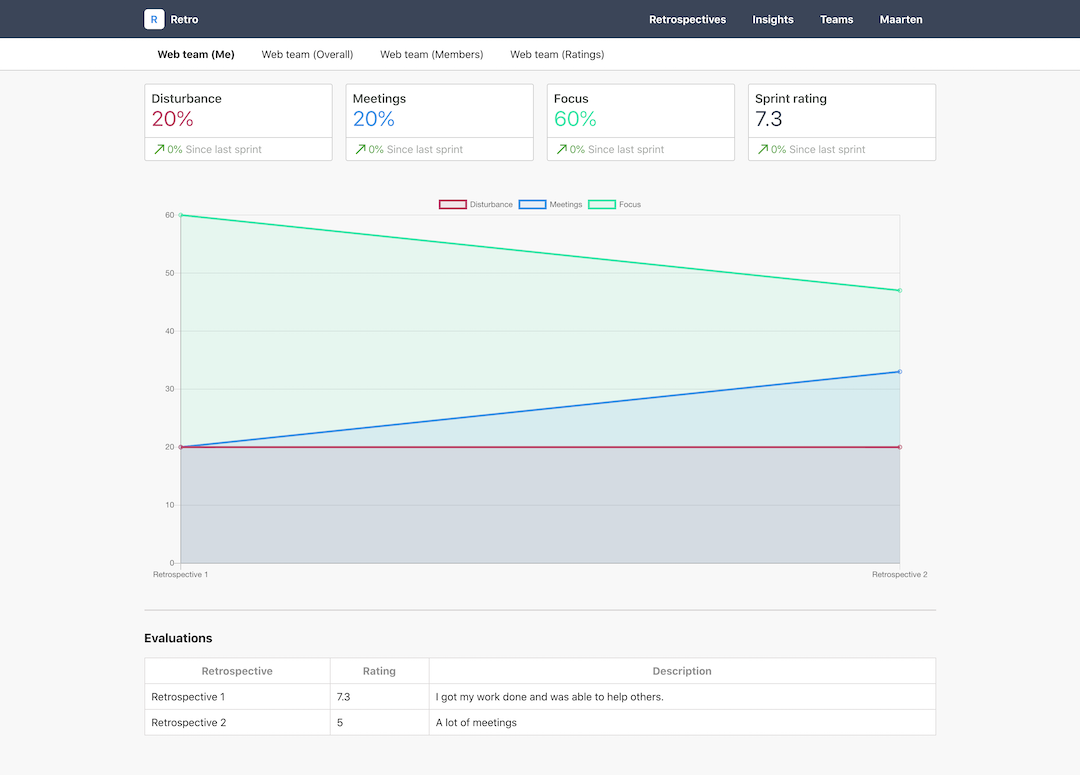 R Retro Retrospectives Insights Teams Maarten
Web team (Me) Web team (Overall) Web team (Members) Web team (Ratings)
Disturbance
20%
0% Since last sprint
Meetings
20%
0% Since last sprint
Focus
60%
0% Since last sprint
Sprint rating
7.3
0% Since last sprint
Disturbance Meetings Focus
60
50
40
30
20
10
0
Retrospective 1 Retrospective 2
Evaluations
Retrospective Rating Description
Retrospective 1 7.3 I got my work done and was able to help others.
Retrospective 2 5 A lot of meetings